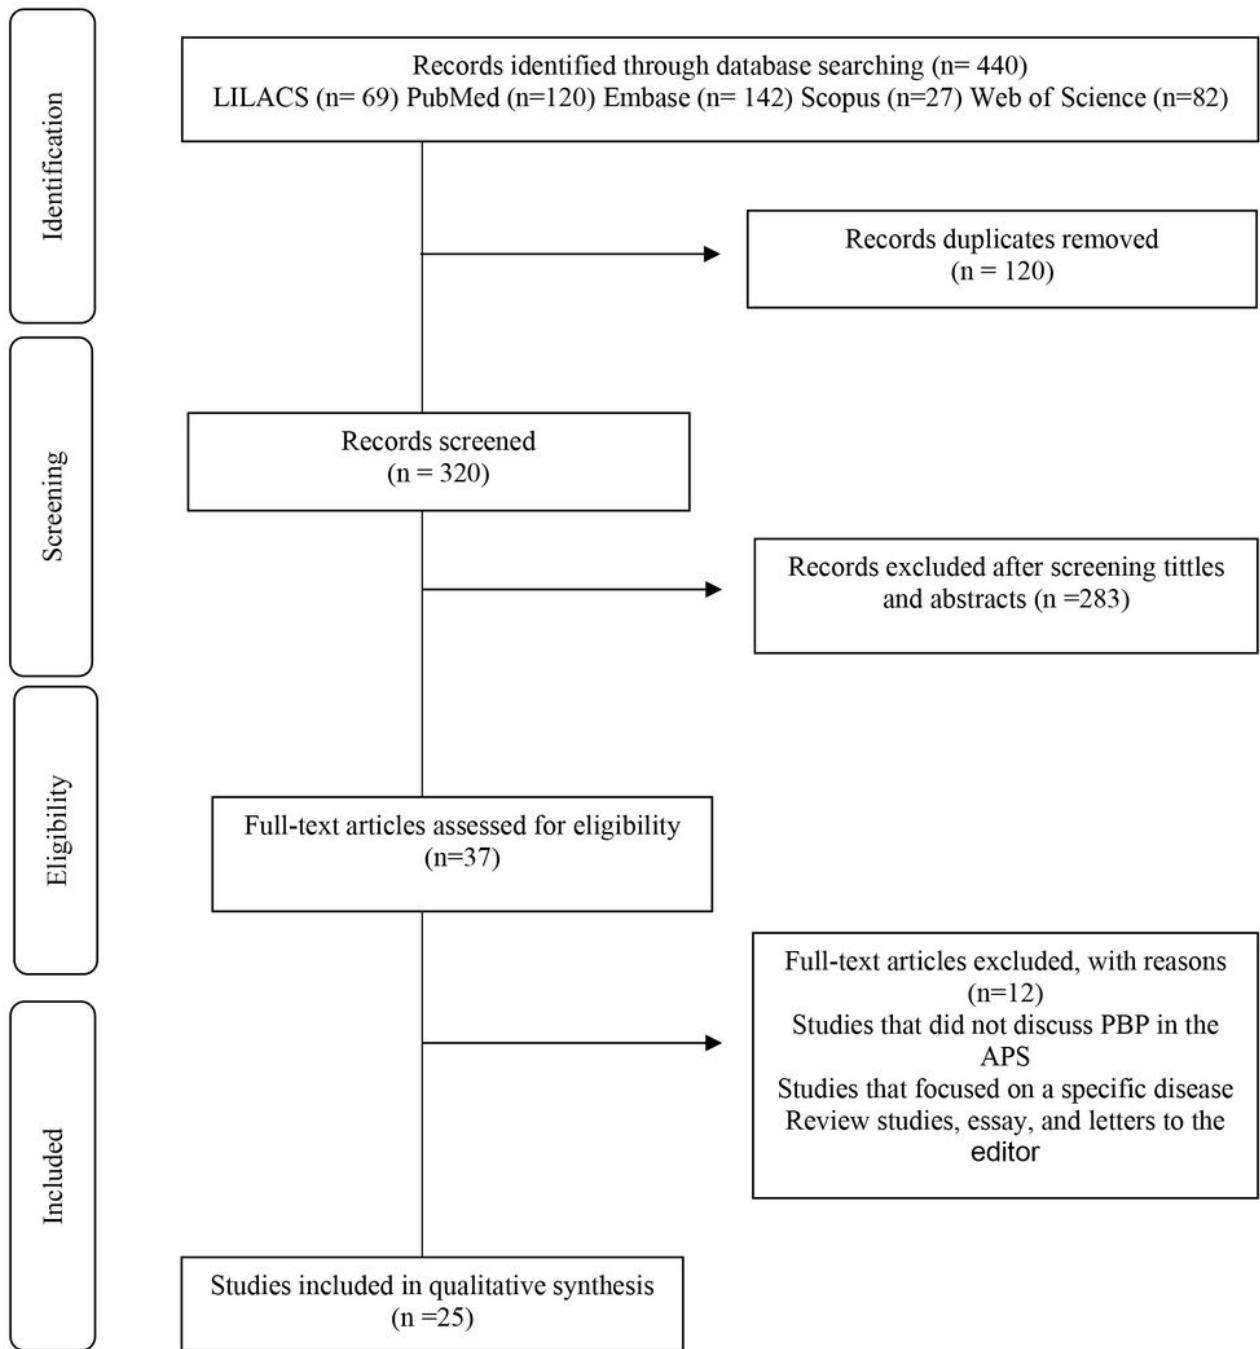 Identification
Records identified through database searching (n= 440)
LILACS (n= 69) PubMed (n=120) Embase (n= 142) Scopus (n=27) Web of Science (n=82)
Records duplicates removed
(n = 120)
Screening
Records screened
(n = 320)
Records excluded after screening tittles
and abstracts (n =283)
Eligibility
Full-text articles assessed for eligibility
(n=37)
Full-text articles excluded, with reasons
(n=12)
Studies that did not discuss PBP in the
APS
Studies that focused on a specific disease
Review studies, essay, and letters to the
editor
Included
Studies included in qualitative synthesis
(n =25)